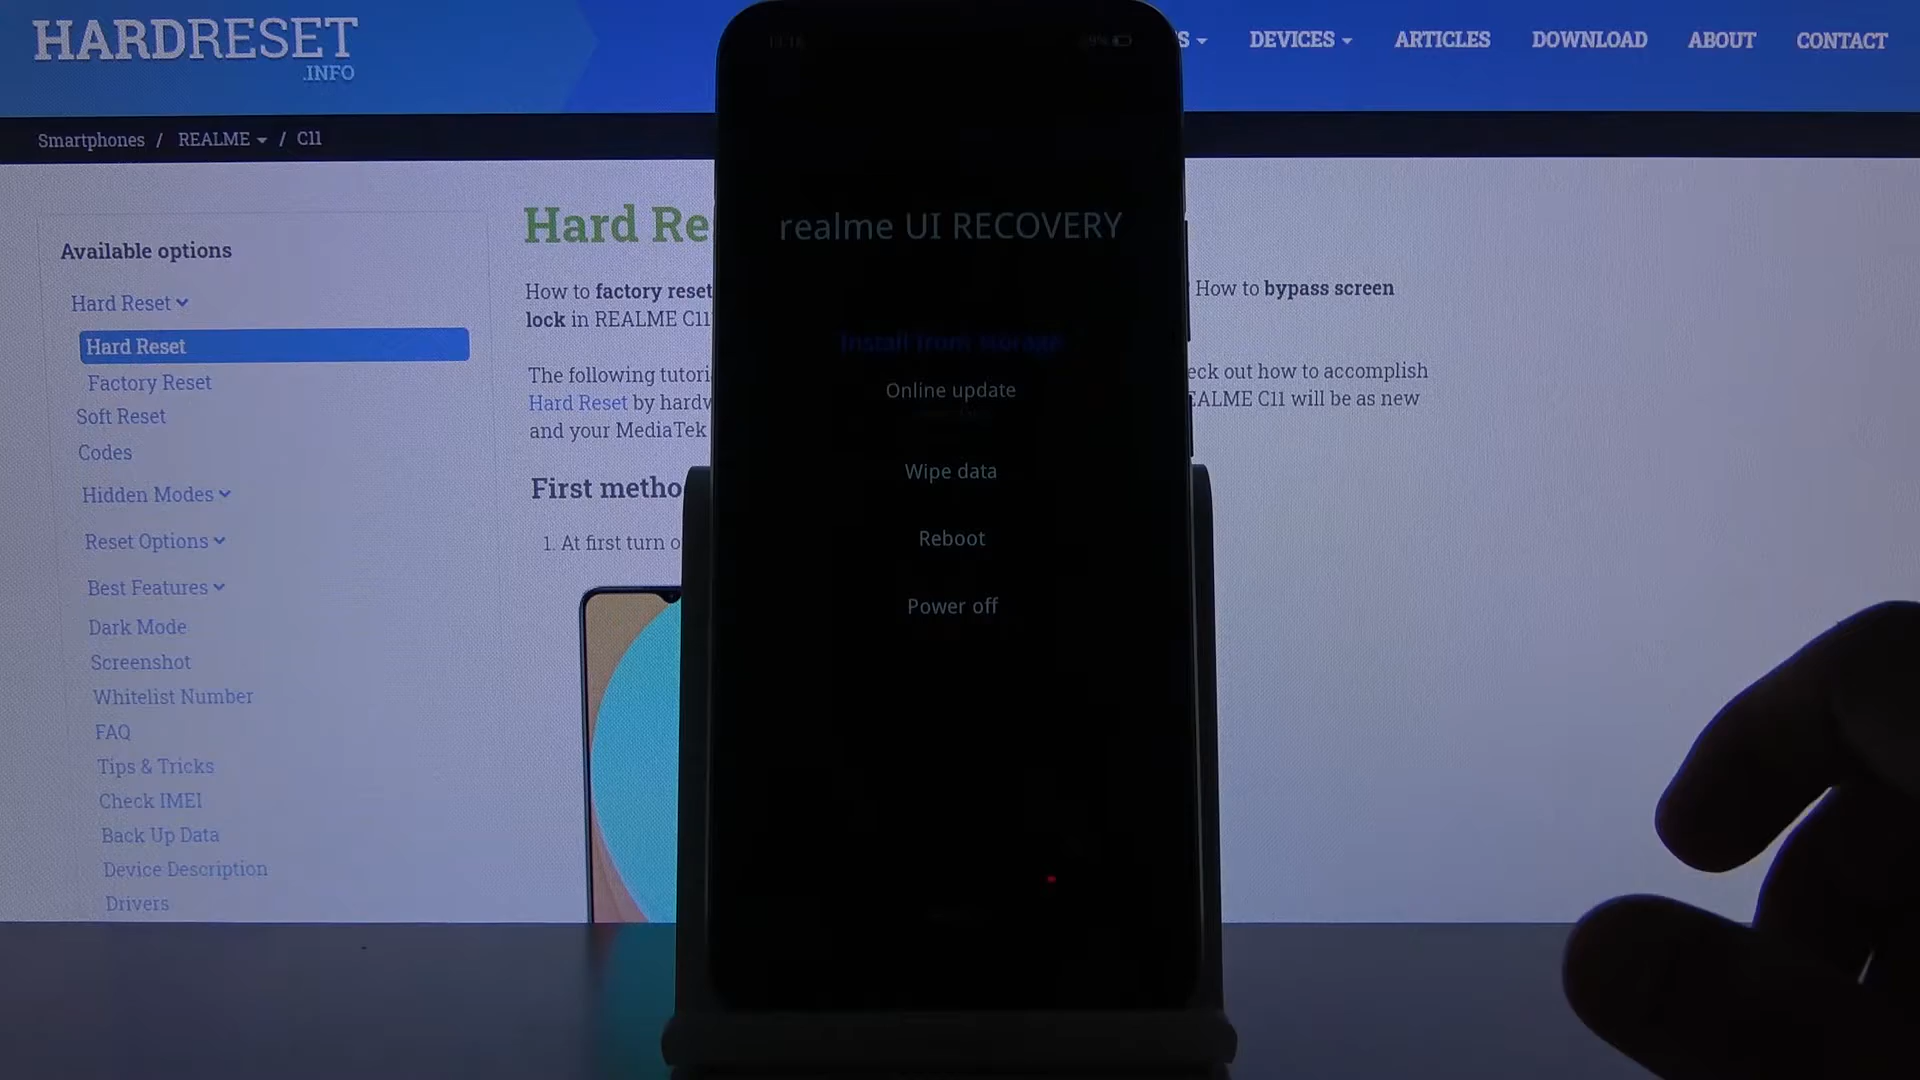 HARDRESET
.INFO
S
DEVICES
ARTICLES
DOWNLOAD
ABOUT
CONTACT
Smartphones / REALME / C11
Available options
Hard Reset
Hard Reset
Factory Reset
Soft Reset
Codes
Hidden Modes
Reset Options
Best Features
Dark Mode
Screenshot
Whitelist Number
FAQ
Tips & Tricks
Check IMEI
Back Up Data
Device Description
Drivers
Hard Re
How to factory reset
lock in REALME C11
The following tutori
Hard Reset by hardw
and your MediaTek
First metho
1. At first turn o
How to bypass screen
eck out how to accomplish
EALME C11 will be as new
realme UI RECOVERY
Install from storage
Online update
Wipe data
Reboot
Power off